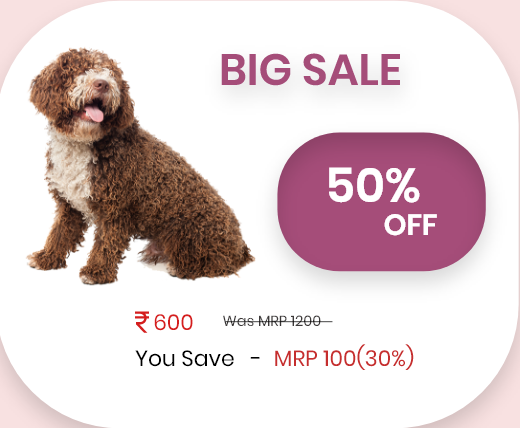 BIG SALE
50%
OFF
₹ 600 Was MRP 1200
You Save - MRP 100(30%)